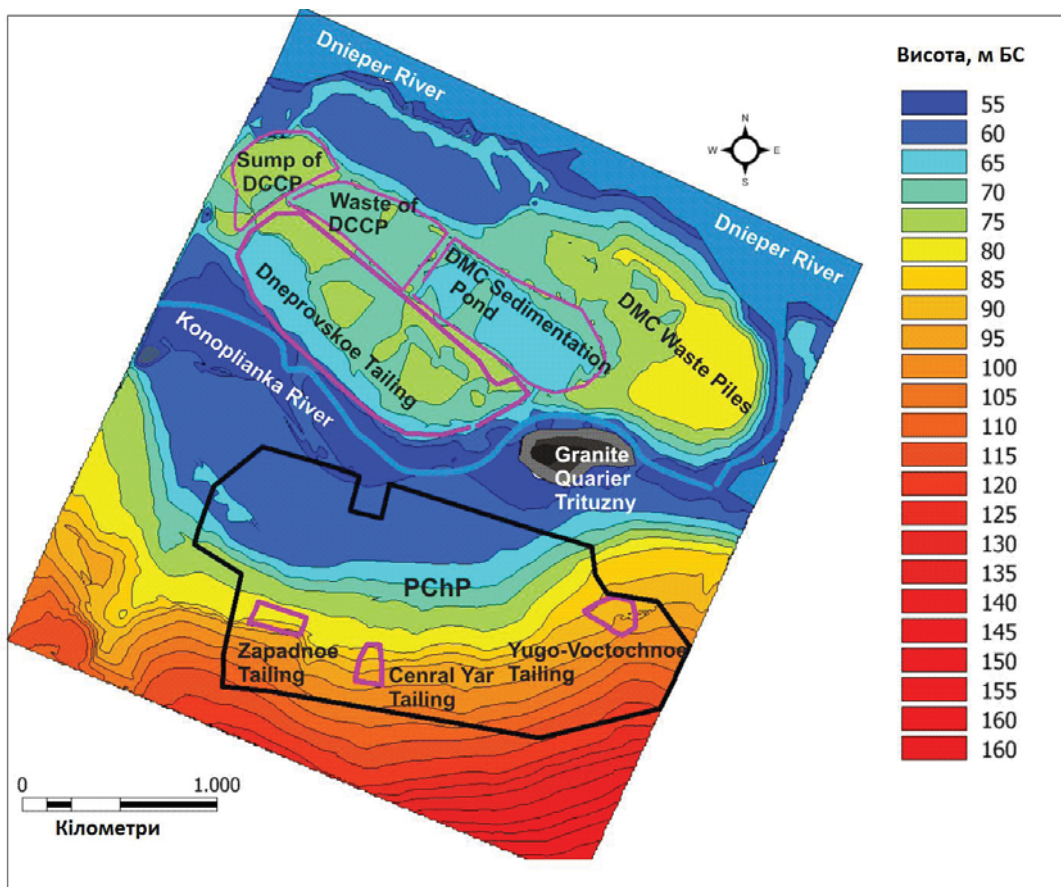 Dnieper River
Висота, м БС
N
W
E
S
55
60
65
70
75
80
85
90
95
100
105
110
115
120
125
130
135
140
145
150
155
160
160
Sump of
DCCP
Waste of
DCCP
Dnieper River
DMC Sedimentation
Pond
DMC Waste Piles
Dneprovskoe Tailing
Konoplianka River
Granite
Quarier
Trituzny
PChP
Zapadnoe
Tailing
Cenral Yar
Tailing
Yugo-Voctochnoe
Tailing
0
1.000
Кілометри